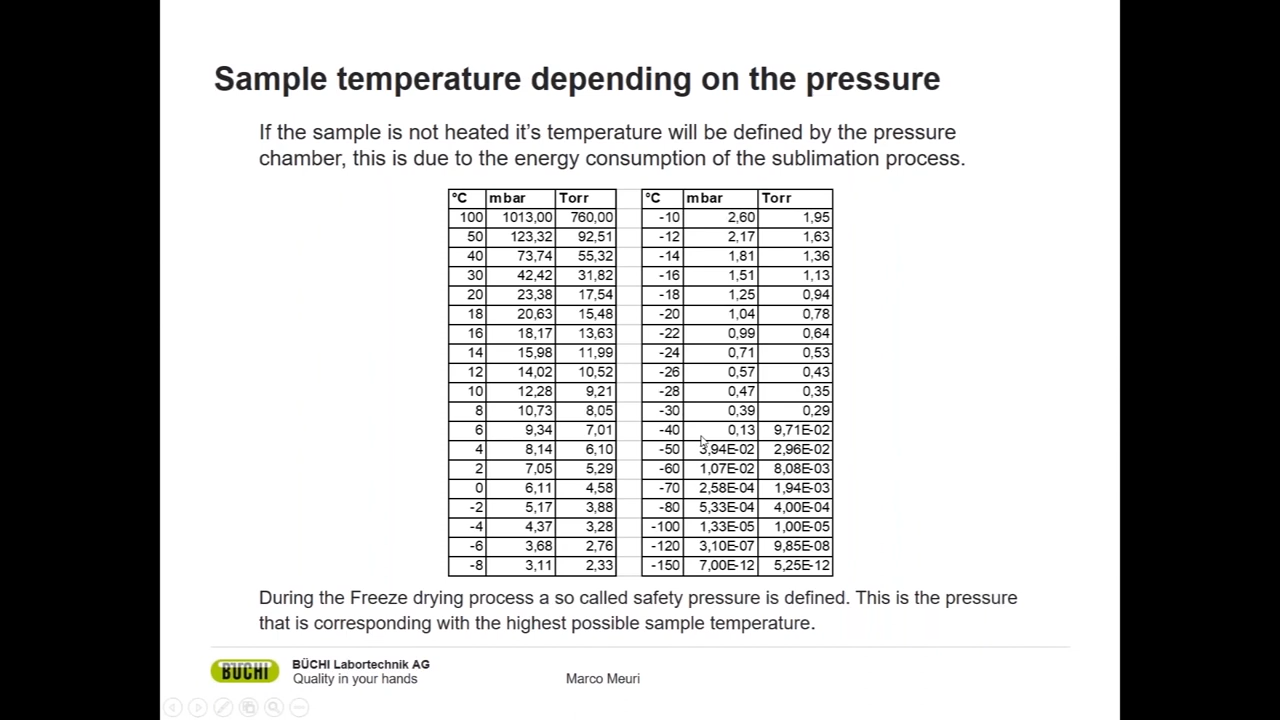 Sample temperature depending on the pressure
If the sample is not heated it's temperature will be defined by the pressure
chamber, this is due to the energy consumption of the sublimation process.
°C mbar Torr °C mbar Torr
100 1013,00 760,00 -10 2,60 1,95
50 123,32 92,51 -12 2,17 1,63
40 73,74 55,32 -14 1,81 1,36
30 42,42 31,82 -16 1,51 1,13
20 23,38 17,54 -18 1,25 0,94
18 20,63 15,48 -20 1,04 0,78
16 18,17 13,63 -22 0,99 0,64
14 15,98 11,99 -24 0,71 0,53
12 14,02 10,52 -26 0,57 0,43
10 12,28 9,21 -28 0,47 0,35
8 10,73 8,05 -30 0,39 0,29
6 9,34 7,01 -40 0,13 9,71E-02
4 8,14 6,10 -50 3,94E-02 2,96E-02
2 7,05 5,29 -60 1,07E-02 8,08E-03
0 6,11 4,58 -70 2,58E-04 1,94E-03
-2 5,17 3,88 -80 5,33E-04 4,00E-04
-4 4,37 3,28 -100 1,33E-05 1,00E-05
-6 3,68 2,76 -120 3,10E-07 9,85E-08
-8 3,11 2,33 -150 7,00E-12 5,25E-12
During the Freeze drying process a so called safety pressure is defined. This is the pressure
that is corresponding with the highest possible sample temperature.
BÜCHI BÜCHI Labortechnik AG
Quality in your hands Marco Meuri